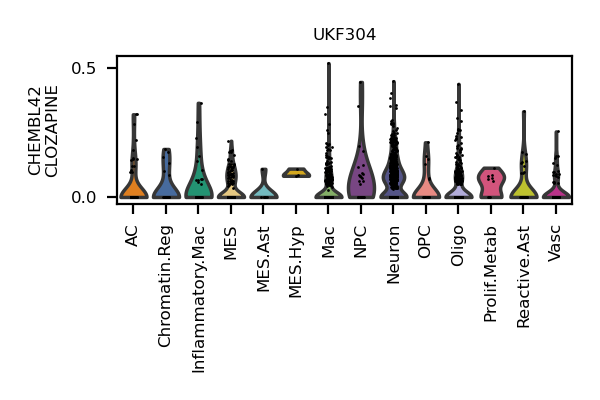 UKF304
CHEMBL42
CLOZAPINE
0.5
0.0
AC
Chromatin.Reg
Inflammatory.Mac
MES
MES.Ast
MES.Hyp
Mac
NPC
Neuron
OPC
Oligo
Prolif.Metab
Reactive.Ast
Vasc